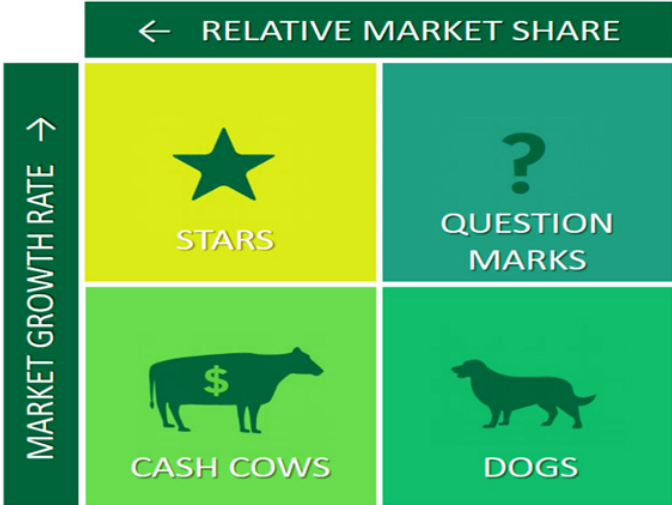 ← RELATIVE MARKET SHARE
MARKET GROWTH RATE →
STARS
?
QUESTION
MARKS
$
CASH COWS
DOGS